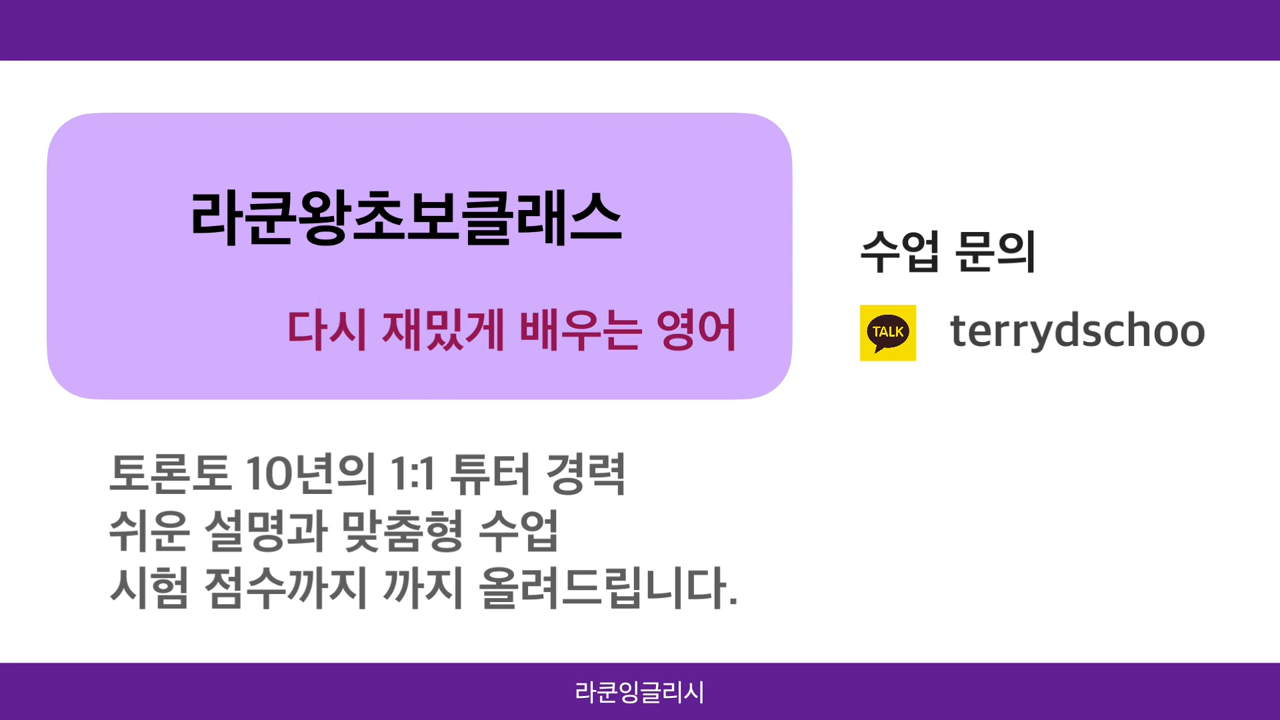 라쿤왕초보클래스
다시 재밌게 배우는 영어
수업 문의
TALK
terrydschoo
토론토 10년의 1:1 튜터 경력
쉬운 설명과 맞춤형 수업
시험 점수까지 까지 올려드립니다.
라쿤잉글리시